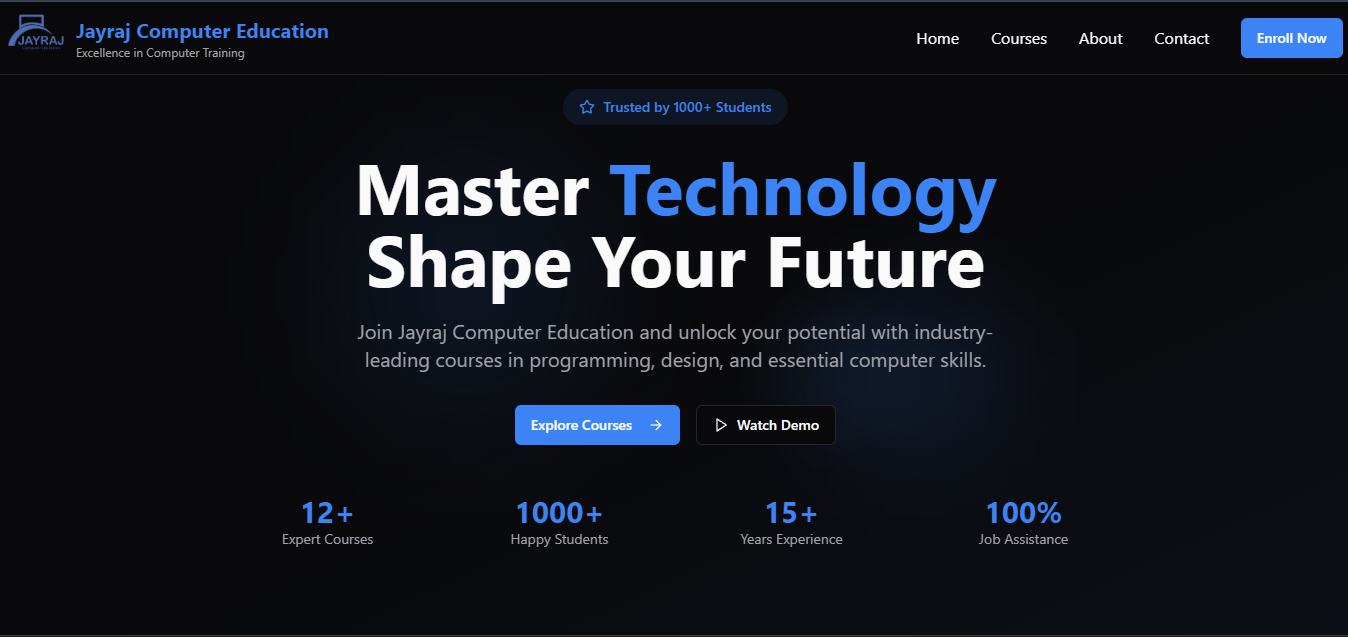 JAYRAJ
Jayraj Computer Education
Excellence in Computer Training
Home
Courses
About
Contact
Enroll Now
Trusted by 1000+ Students
Master Technology
Shape Your Future
Join Jayraj Computer Education and unlock your potential with industry-
leading courses in programming, design, and essential computer skills.
Explore Courses
Watch Demo
12+
Expert Courses
1000+
Happy Students
15+
Years Experience
100%
Job Assistance